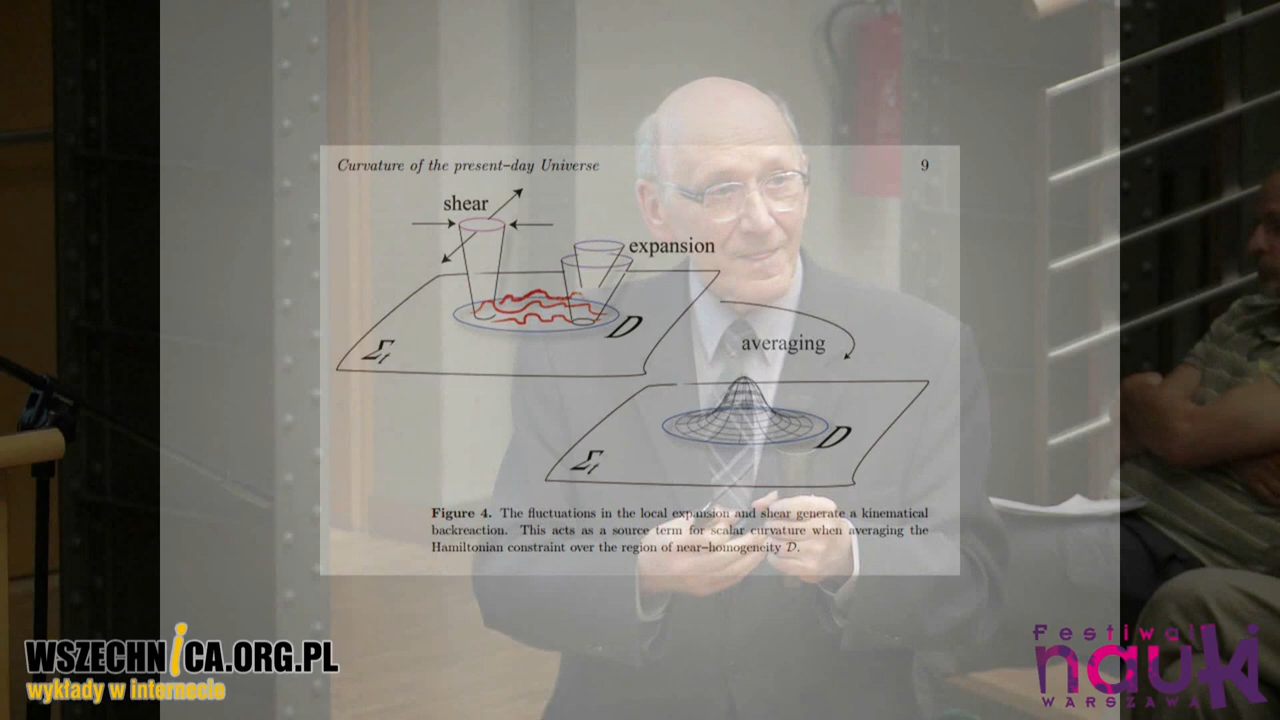 Curvature of the present–day Universe 9
shear
expansion
D
Σt
averaging
D
Σt
Figure 4. The fluctuations in the local expansion and shear generate a kinematical
backreaction. This acts as a source term for scalar curvature when averaging the
Hamiltonian constraint over the region of near–homogeneity D.
WSZECHNiCA.ORG.PL
wykłady w internecie
Festiwal
nauki
WARSZAWA